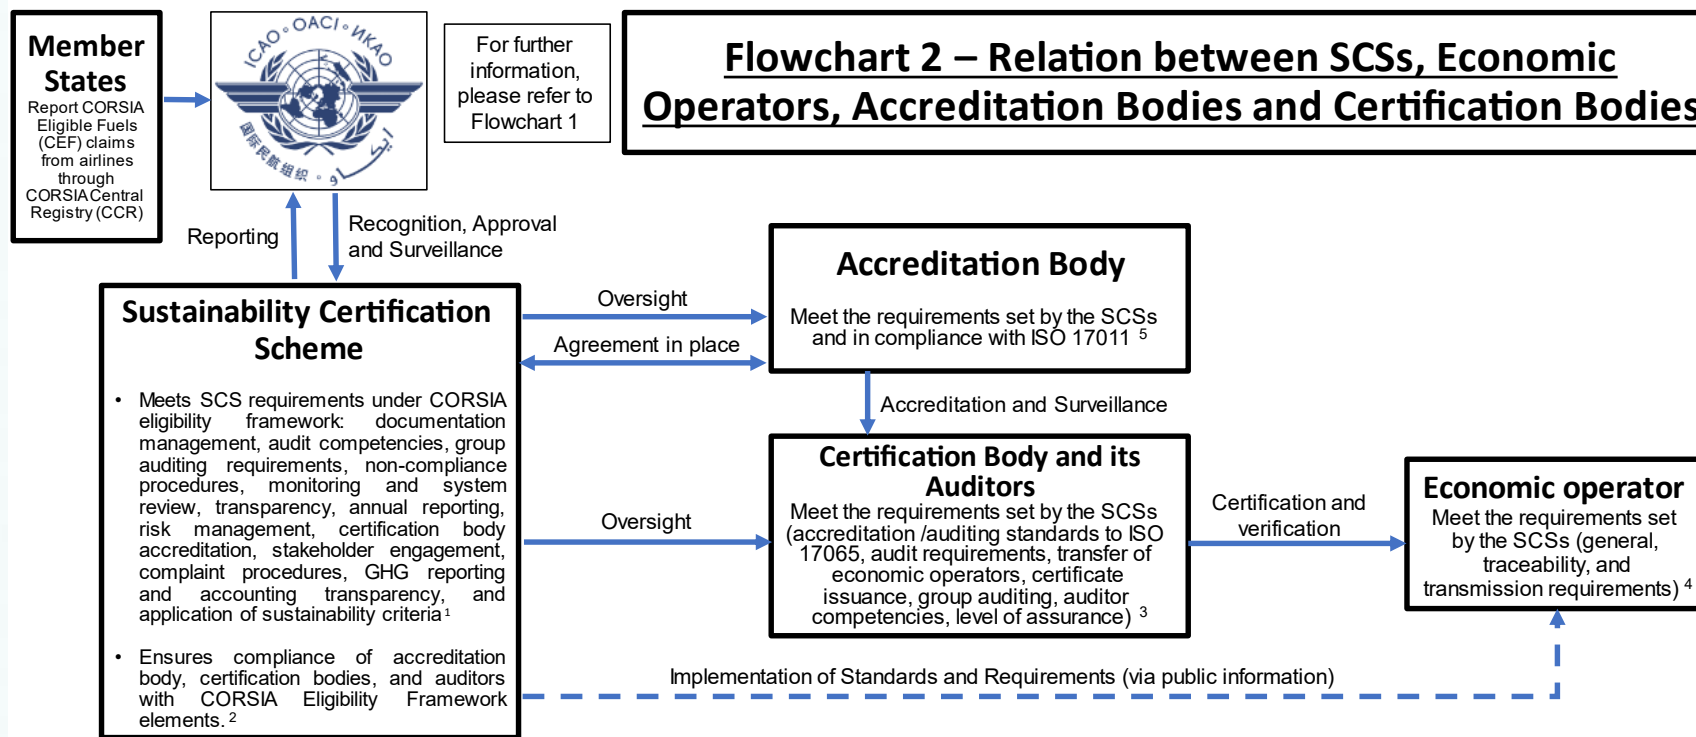 Member
States
Report CORSIA
Eligible Fuels
(CEF) claims
from airlines
through
CORSIA Central
Registry (CCR)
ICAO · OACI · ИКАО
国际民航组织 · ايكاو
For further
information,
please refer to
Flowchart 1
Flowchart 2 – Relation between SCSs, Economic
Operators, Accreditation Bodies and Certification Bodies
Reporting
Recognition, Approval
and Surveillance
Sustainability Certification
Scheme
• Meets SCS requirements under CORSIA
eligibility framework: documentation
management, audit competencies, group
auditing requirements, non-compliance
procedures, monitoring and system
review, transparency, annual reporting,
risk management, certification body
accreditation, stakeholder engagement,
complaint procedures, GHG reporting
and accounting transparency, and
application of sustainability criteria 1
• Ensures compliance of accreditation
body, certification bodies, and auditors
with CORSIA Eligibility Framework
elements. 2
Oversight
Agreement in place
Accreditation Body
Meet the requirements set by the SCSs
and in compliance with ISO 17011 5
Accreditation and Surveillance
Oversight
Certification Body and its
Auditors
Meet the requirements set by the SCSs
(accreditation /auditing standards to ISO
17065, audit requirements, transfer of
economic operators, certificate
issuance, group auditing, auditor
competencies, level of assurance) 3
Certification and
verification
Economic operator
Meet the requirements set
by the SCSs (general,
traceability, and
transmission requirements) 4
Implementation of Standards and Requirements (via public information)